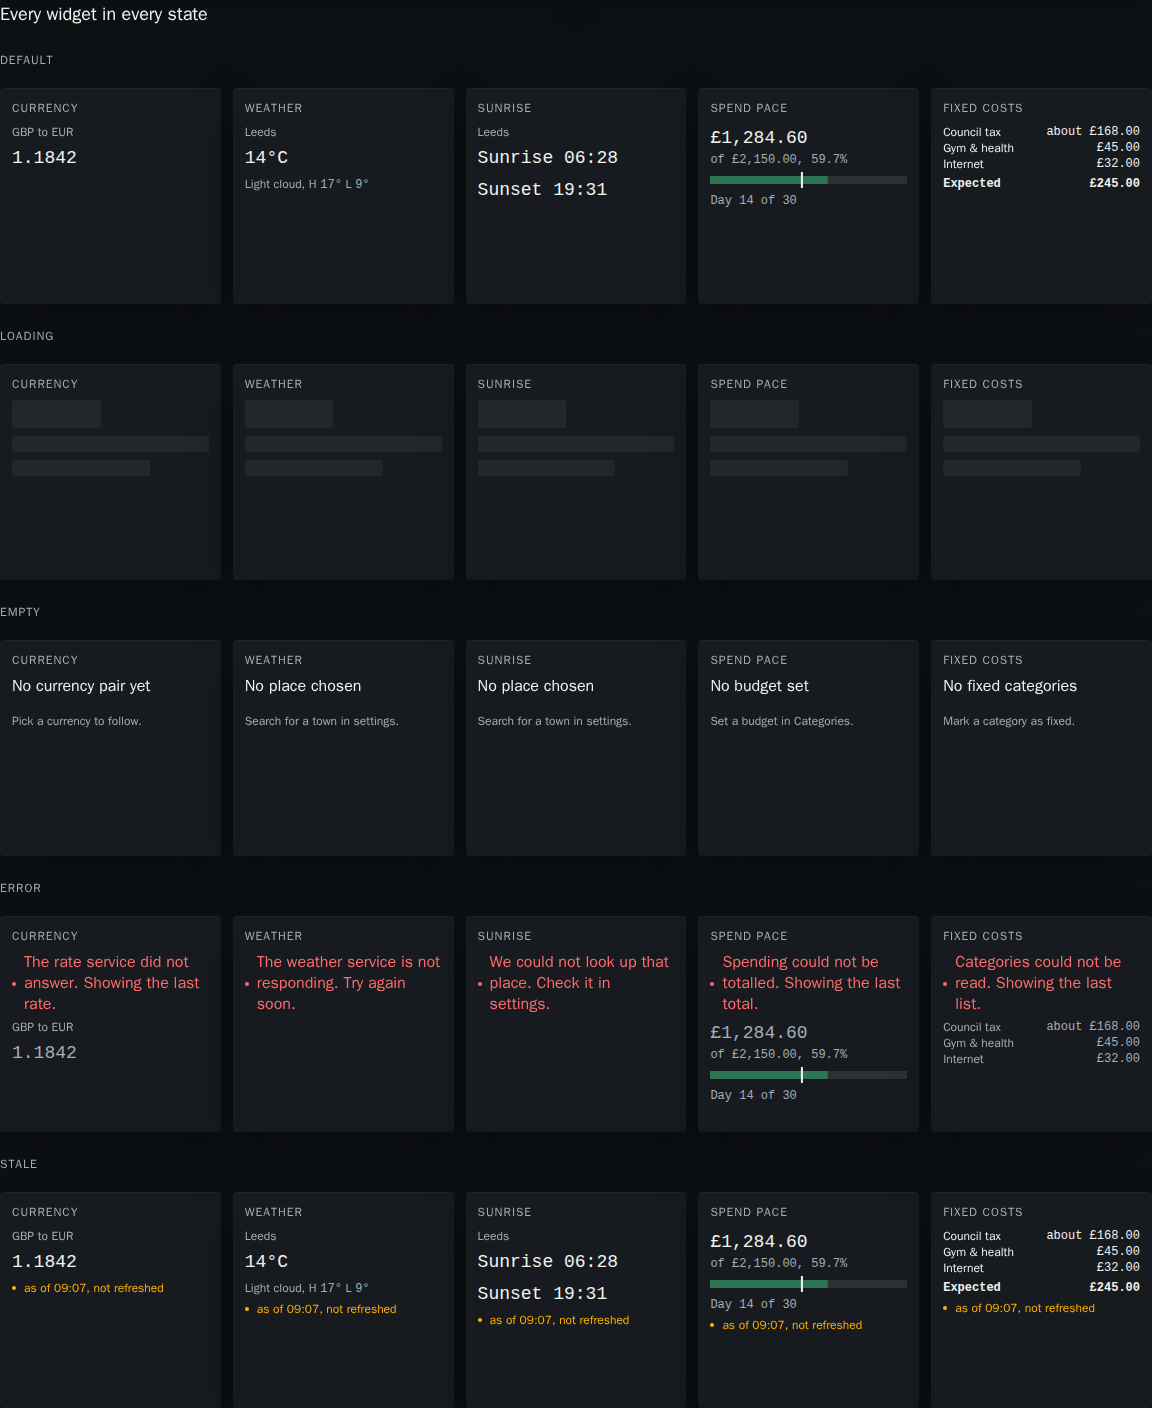 Every widget in every state
DEFAULT
CURRENCY
GBP to EUR
1.1842
WEATHER
Leeds
14°C
Light cloud, H 17° L 9°
SUNRISE
Leeds
Sunrise 06:28
Sunset 19:31
SPEND PACE
£1,284.60
of £2,150.00, 59.7%
Day 14 of 30
FIXED COSTS
Council tax about £168.00
Gym & health £45.00
Internet £32.00
Expected £245.00
LOADING
CURRENCY
WEATHER
SUNRISE
SPEND PACE
FIXED COSTS
EMPTY
CURRENCY
No currency pair yet
Pick a currency to follow.
WEATHER
No place chosen
Search for a town in settings.
SUNRISE
No place chosen
Search for a town in settings.
SPEND PACE
No budget set
Set a budget in Categories.
FIXED COSTS
No fixed categories
Mark a category as fixed.
ERROR
CURRENCY
The rate service did not
answer. Showing the last
rate.
GBP to EUR
1.1842
WEATHER
The weather service is not
responding. Try again
soon.
SUNRISE
We could not look up that
place. Check it in
settings.
SPEND PACE
Spending could not be
totalled. Showing the last
total.
£1,284.60
of £2,150.00, 59.7%
Day 14 of 30
FIXED COSTS
Categories could not be
read. Showing the last
list.
Council tax about £168.00
Gym & health £45.00
Internet £32.00
STALE
CURRENCY
GBP to EUR
1.1842
• as of 09:07, not refreshed
WEATHER
Leeds
14°C
Light cloud, H 17° L 9°
• as of 09:07, not refreshed
SUNRISE
Leeds
Sunrise 06:28
Sunset 19:31
• as of 09:07, not refreshed
SPEND PACE
£1,284.60
of £2,150.00, 59.7%
Day 14 of 30
• as of 09:07, not refreshed
FIXED COSTS
Council tax about £168.00
Gym & health £45.00
Internet £32.00
Expected £245.00
• as of 09:07, not refreshed